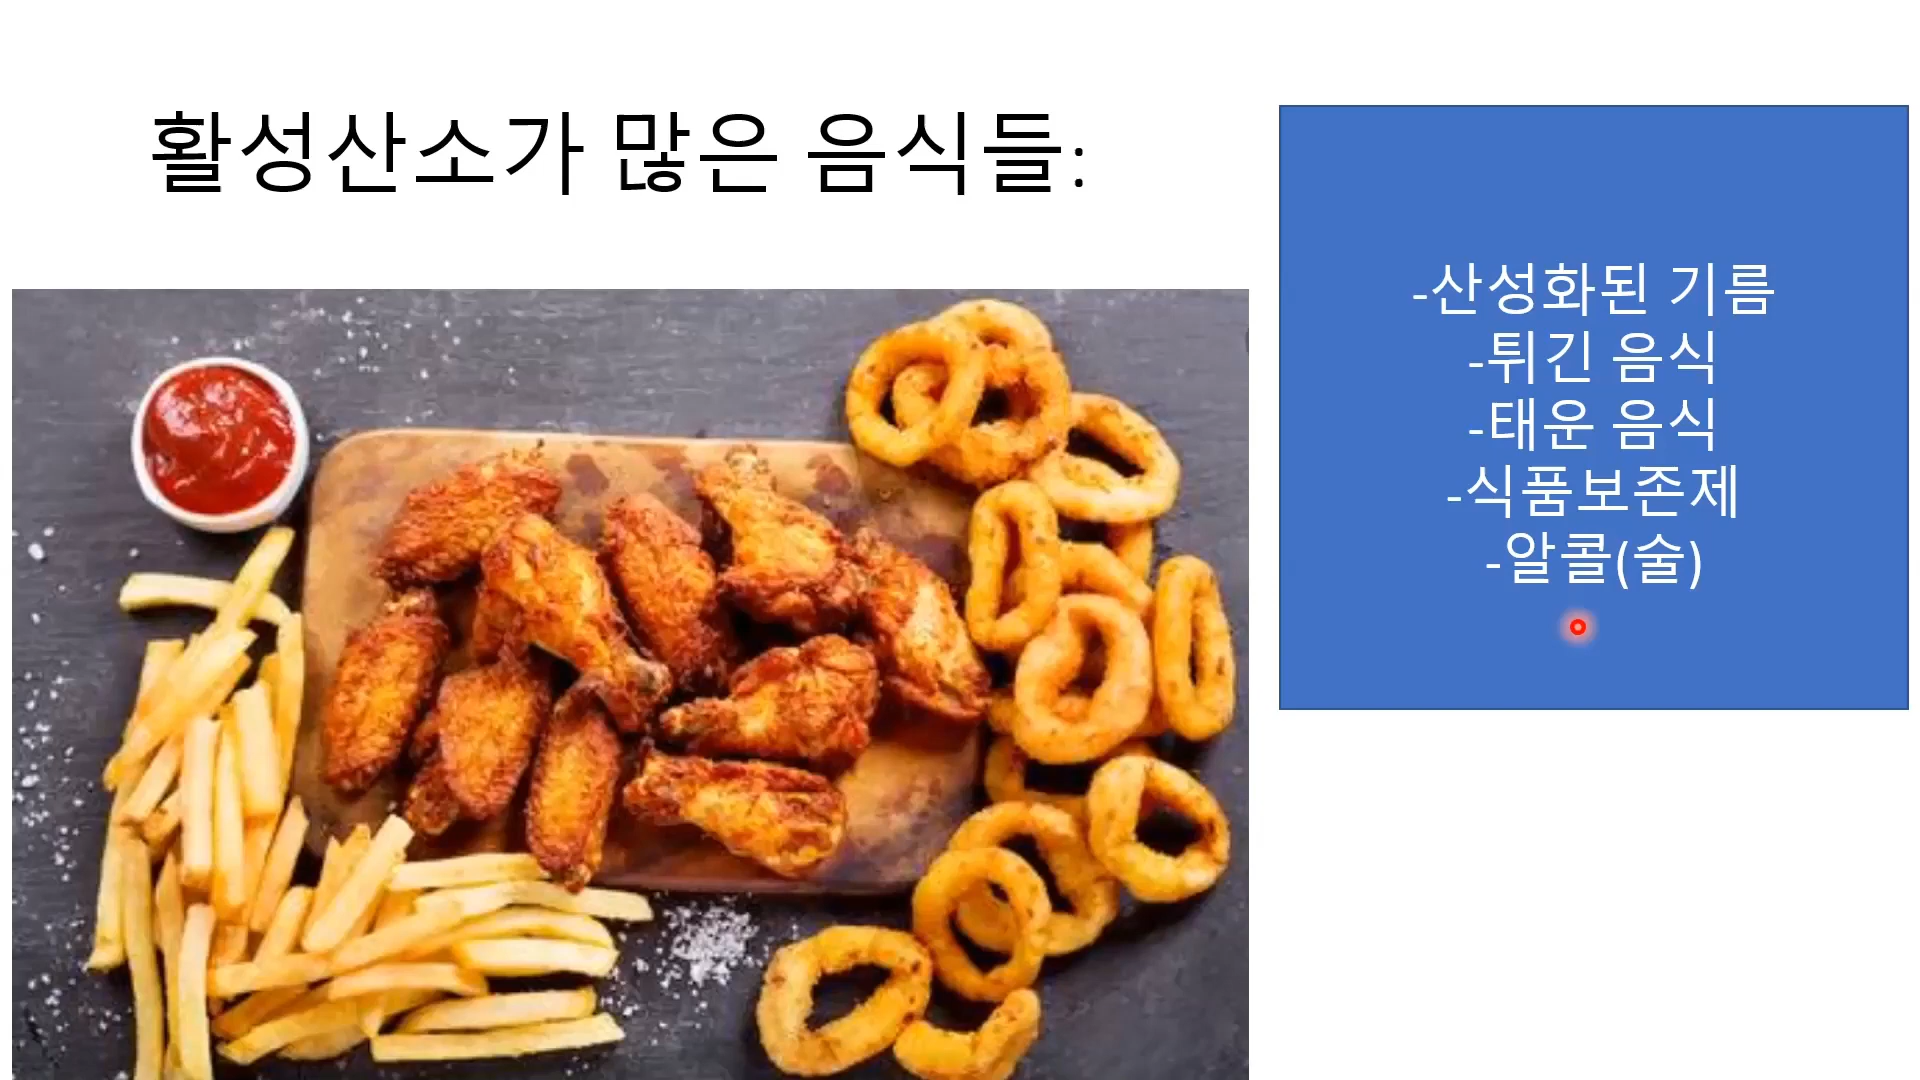 활성산소가 많은 음식들:
-산성화된 기름
-튀긴 음식
-태운 음식
-식품보존제
-알콜(술)